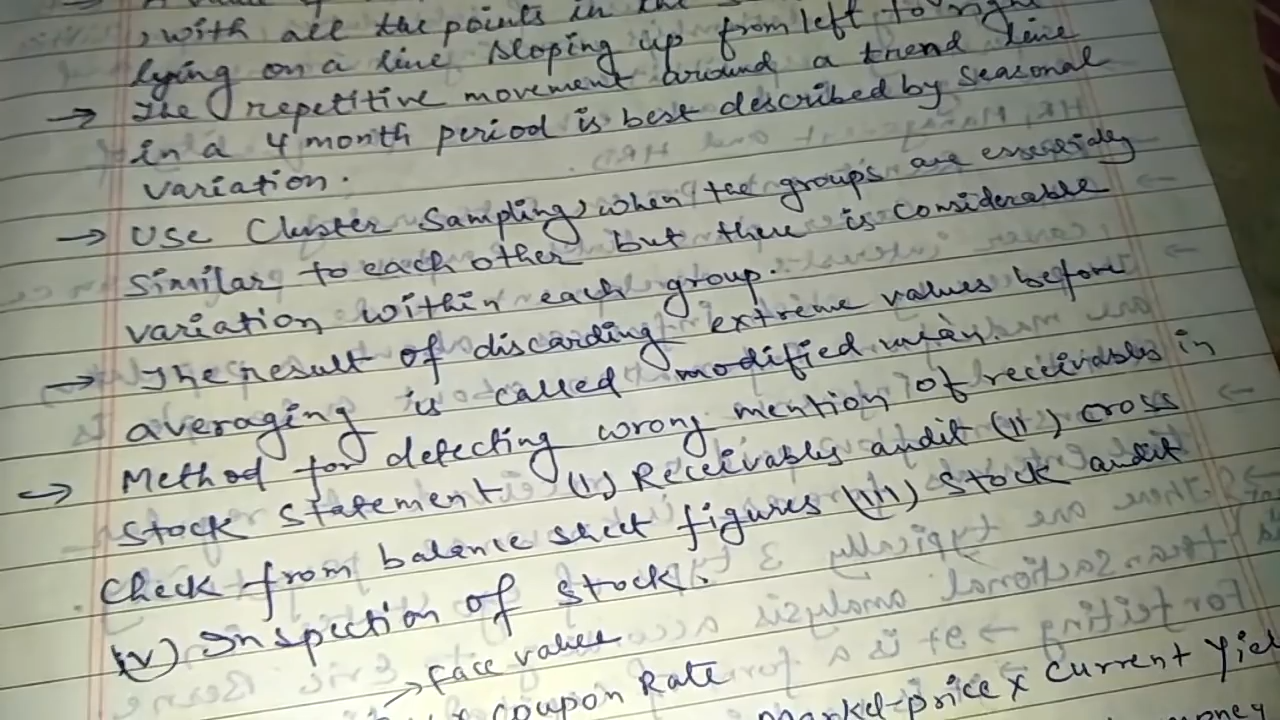 , with all the points in the
lying on a line sloping up from left to right
→ The repetitive movement around a trend line
in a 4 month period is best described by seasonal
variation.
→ Use Cluster Sampling, when the groups are essentially
similar to each other but there is considerable
variation within each group.
→ The result of discarding extreme values before
averaging is called modified mean.
→ Method for detecting wrong mention of receivables in
stock statement (i) Receivables audit (ii) cross
check from balance sheet figures (iii) stock audit
(iv) Inspection of stock.
→ face value
x coupon Rate
market-price x current Yiel
money